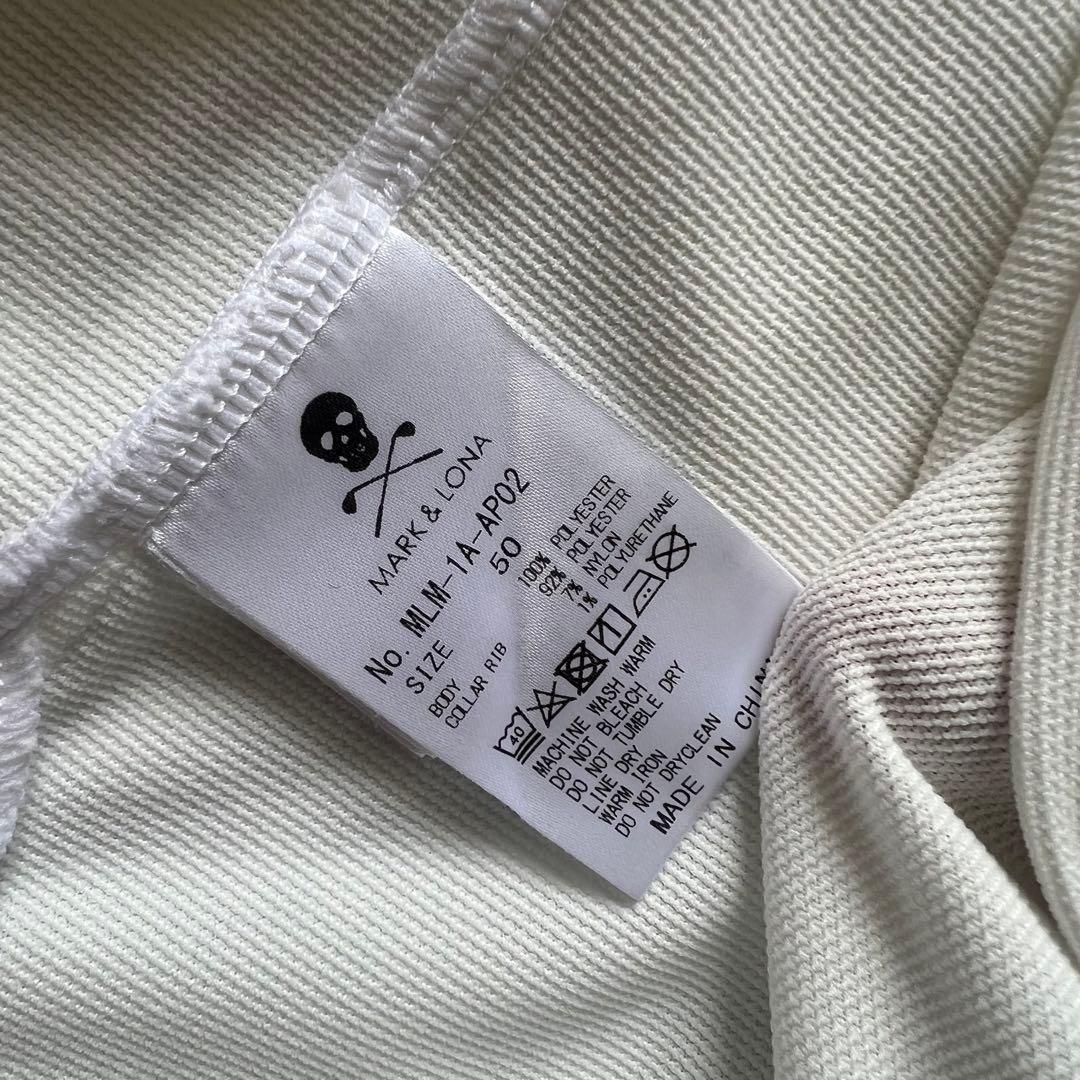 MARK & LONA
No. MLM-1A-AP02
SIZE 50
BODY 100% POLYESTER
COLLAR RIB 92% POLYESTER
7% NYLON
1% POLYURETHANE
40
MACHINE WASH WARM
DO NOT BLEACH
DO NOT TUMBLE DRY
LINE DRY
WARM IRON
DO NOT DRYCLEAN
MADE IN CHIN